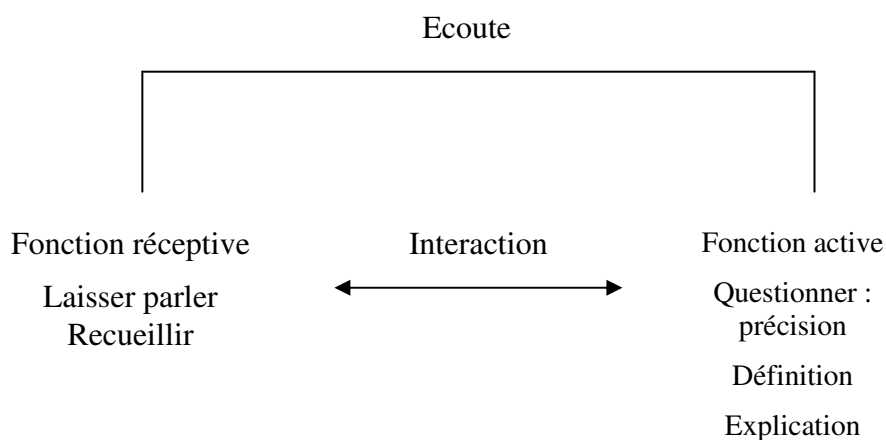 Ecoute
Fonction réceptive
Laisser parler
Recueillir
Interaction
Fonction active
Questionner :
précision
Définition
Explication